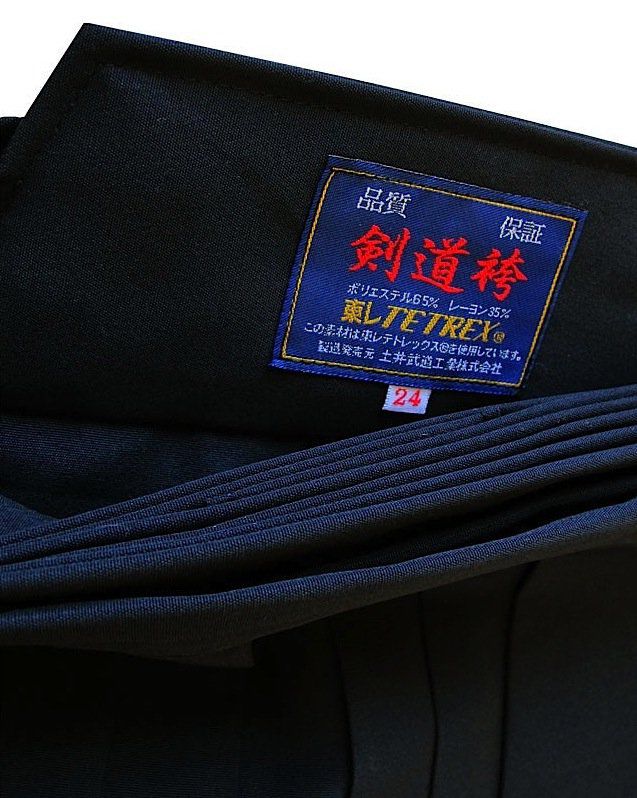 品質 保証
剣道袴
ポリエステル65% レーヨン35%
東レTETREX®
この素材は東レテトレックス®を使用しています。
製造発売元 土井武道工業株式会社
24